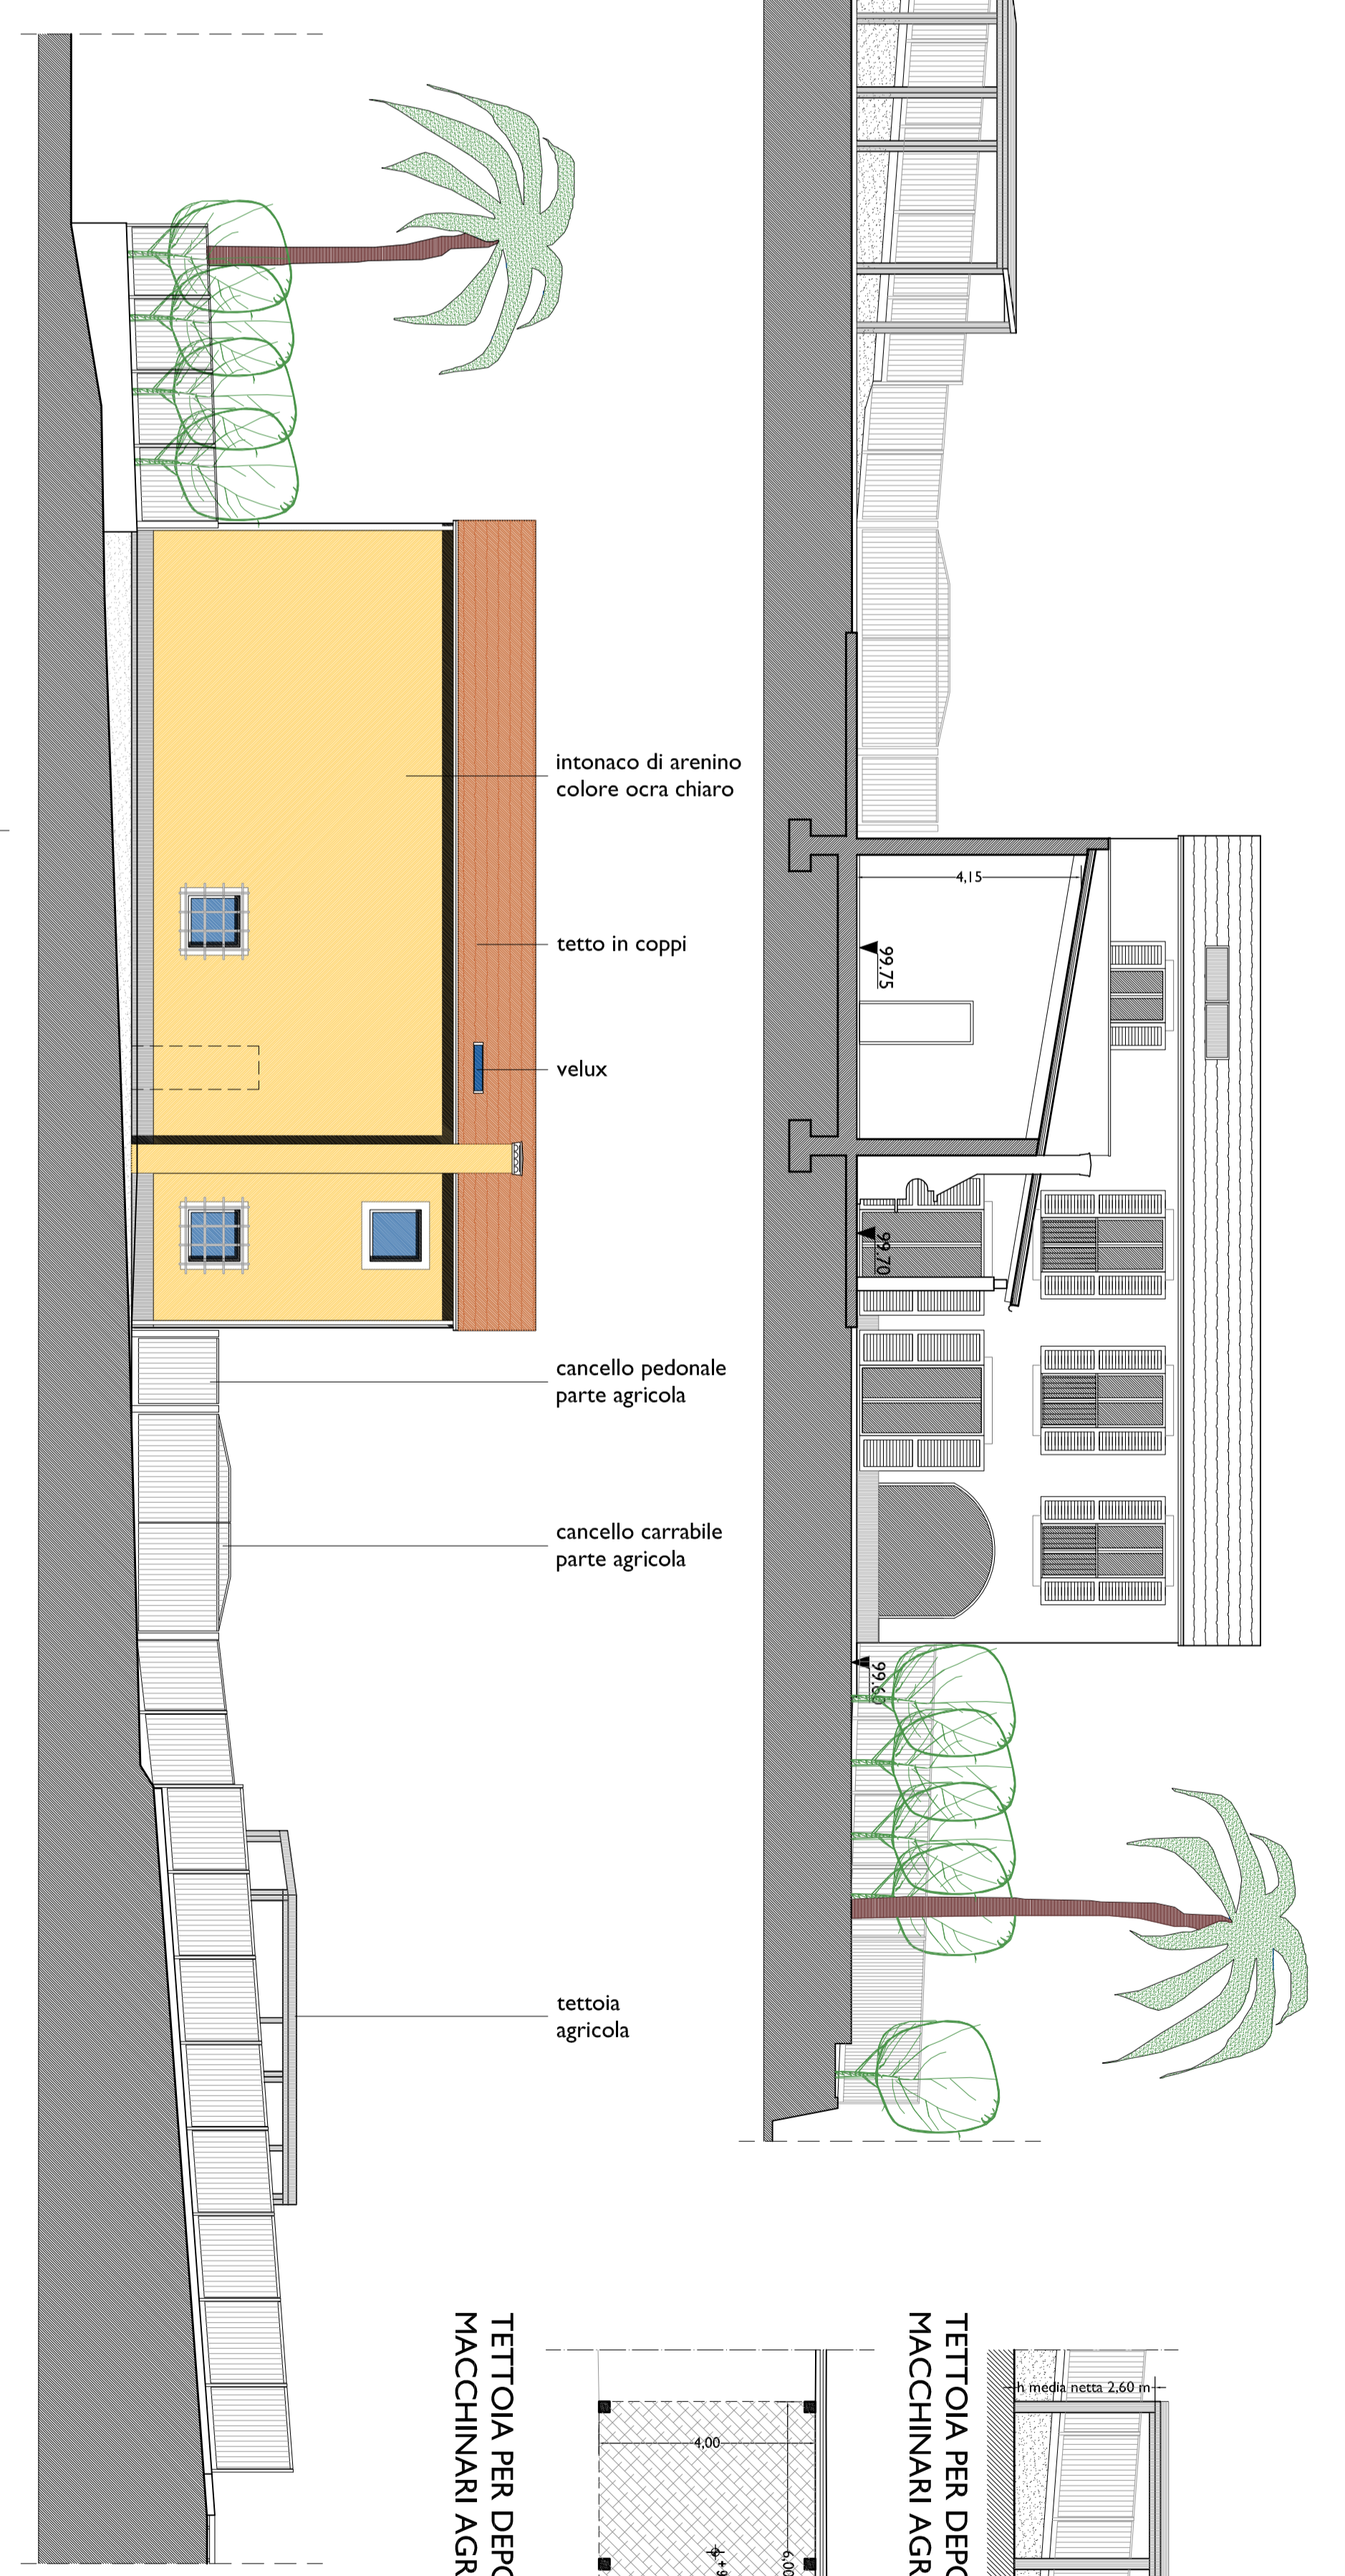 intonaco di arenino
colore ocra chiaro
tetto in coppi
velux
cancello pedonale
parte agricola
cancello carrabile
parte agricola
tettoia
agricola
4,15
99.75
99.70
99.60
TETTOIA PER DEPO
MACCHINARI AGR
4,00
6,00
TETTOIA PER DEPO
MACCHINARI AGR
h media netta 2,60 m